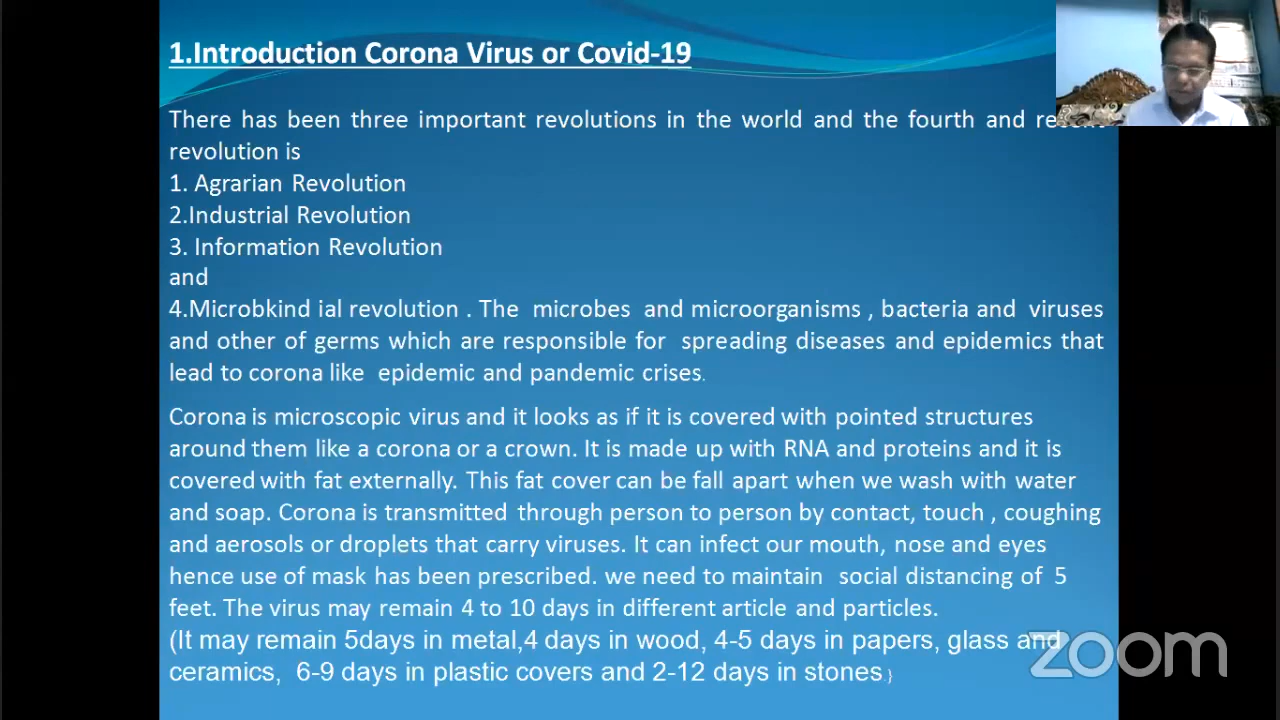 1.Introduction Corona Virus or Covid-19
There has been three important revolutions in the world and the fourth and
revolution is
1. Agrarian Revolution
2.Industrial Revolution
3. Information Revolution
and
4.Microbkind ial revolution . The microbes and microorganisms , bacteria and viruses
and other of germs which are responsible for spreading diseases and epidemics that
lead to corona like epidemic and pandemic crises.
Corona is microscopic virus and it looks as if it is covered with pointed structures
around them like a corona or a crown. It is made up with RNA and proteins and it is
covered with fat externally. This fat cover can be fall apart when we wash with water
and soap. Corona is transmitted through person to person by contact, touch , coughing
and aerosols or droplets that carry viruses. It can infect our mouth, nose and eyes
hence use of mask has been prescribed. we need to maintain social distancing of 5
feet. The virus may remain 4 to 10 days in different article and particles.
(It may remain 5days in metal,4 days in wood, 4-5 days in papers, glass and
ceramics, 6-9 days in plastic covers and 2-12 days in stones.}
zoom